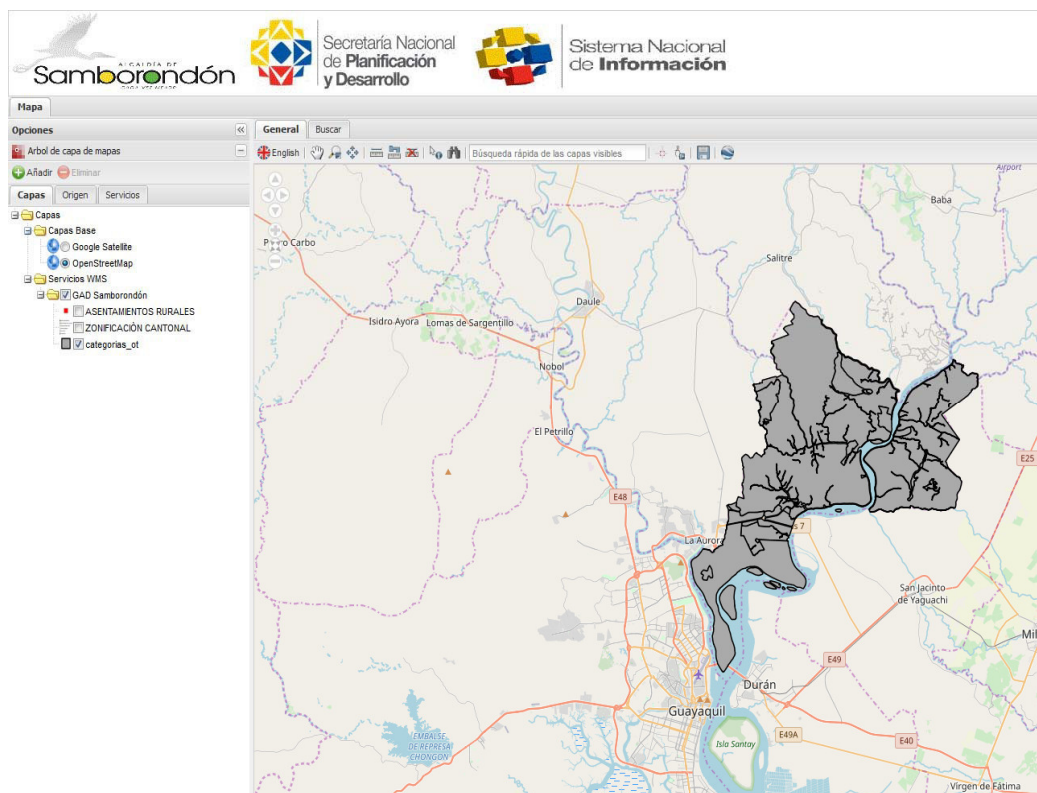 ALCALDÍA DE
Samborondón
Secretaría Nacional
de Planificación
y Desarrollo
Sistema Nacional
de Información
Mapa
Opciones
General
Buscar
Arbol de capa de mapas
English
Búsqueda rápida de las capas visibles
Añadir
Eliminar
Capas
Origen
Servicios
Capas
Capas Base
Google Satellite
OpenStreetMap
Servicios WMS
GAD Samborondón
ASENTAMIENTOS RURALES
ZONIFICACIÓN CANTONAL
categorias_ot
Airport
Baba
Salitre
Daule
Isidro Ayora
Lomas de Sargentillo
Nobol
El Petrillo
E25
E48
La Aurora
San Jacinto
de Yaguachi
E49
Durán
Guayaquil
EMBALSE
DE REPRESA
CHONGON
Isla Santay
E49A
E40
Virgen de Fátima